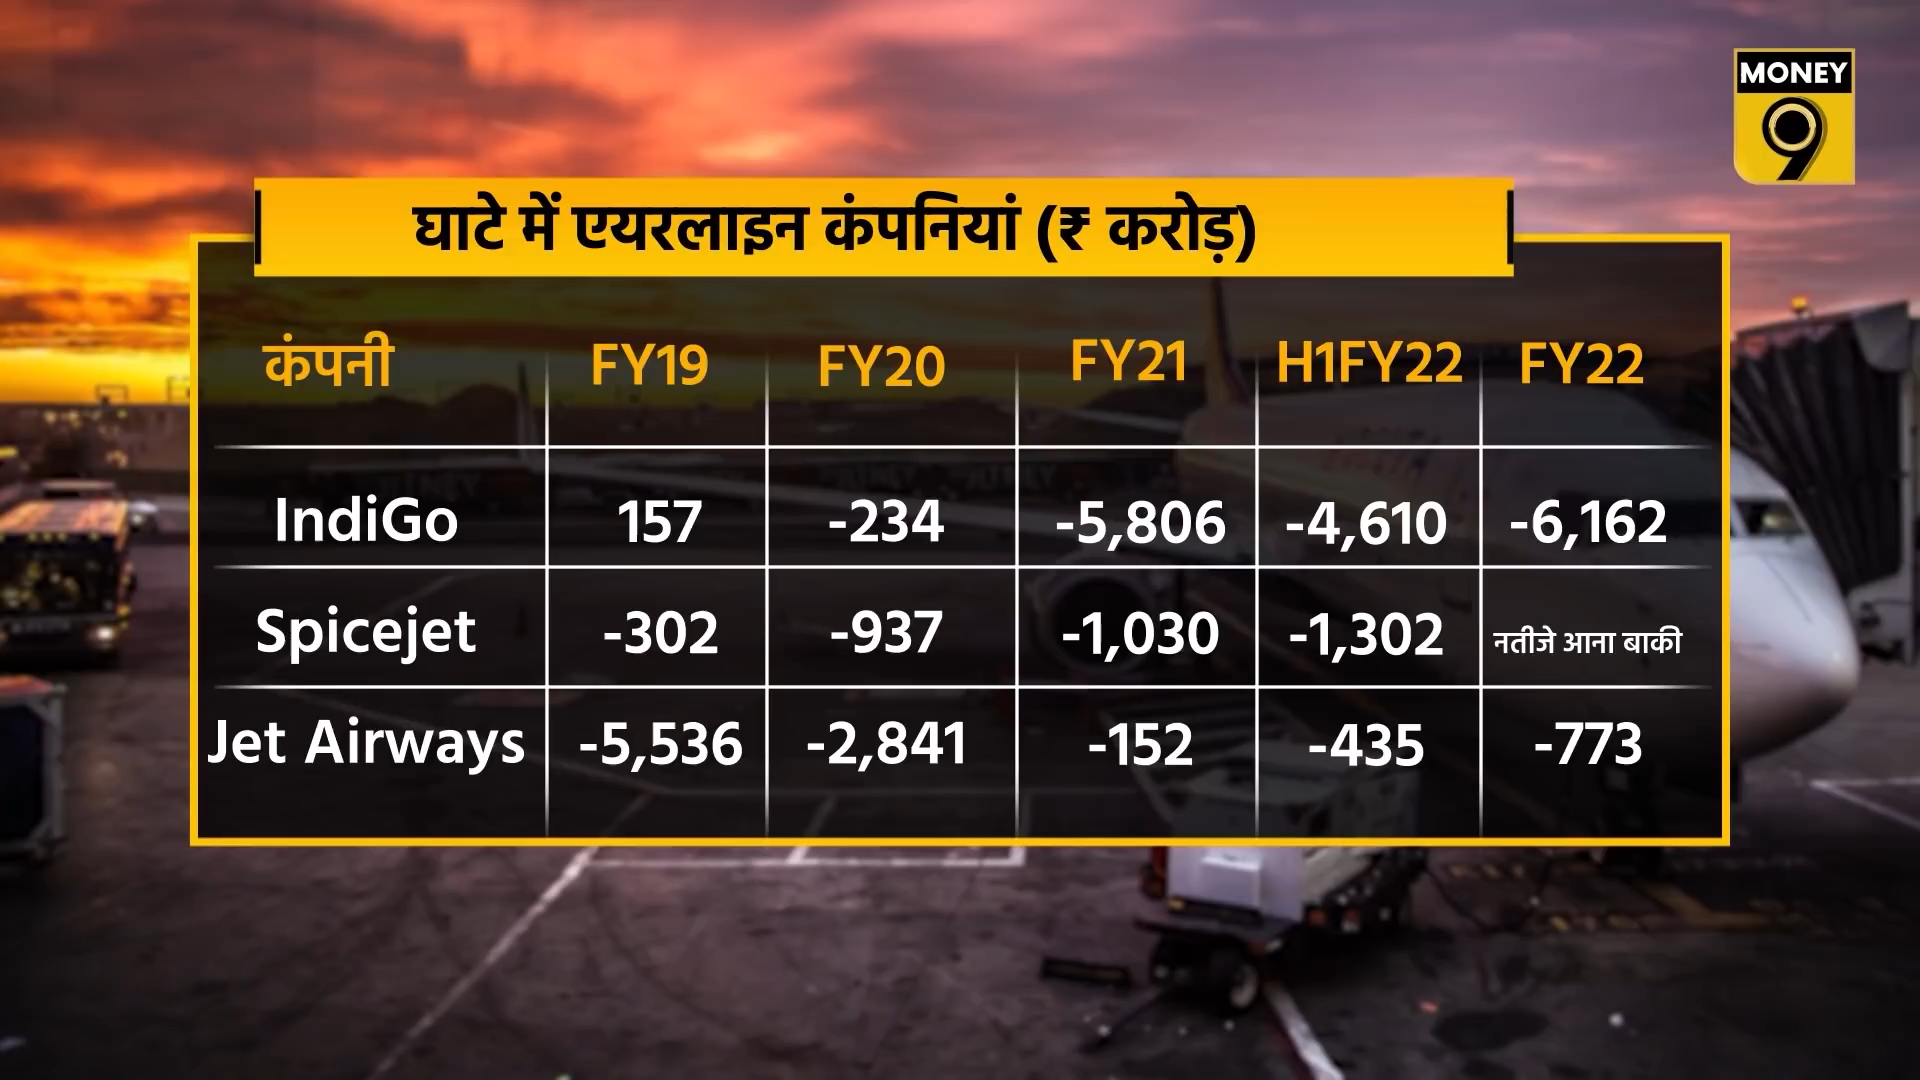 MONEY
9
घाटे में एयरलाइन कंपनियां (₹ करोड़)
कंपनी FY19 FY20 FY21 H1FY22 FY22
IndiGo 157 -234 -5,806 -4,610 -6,162
Spicejet -302 -937 -1,030 -1,302 नतीजे आना बाकी
Jet Airways -5,536 -2,841 -152 -435 -773